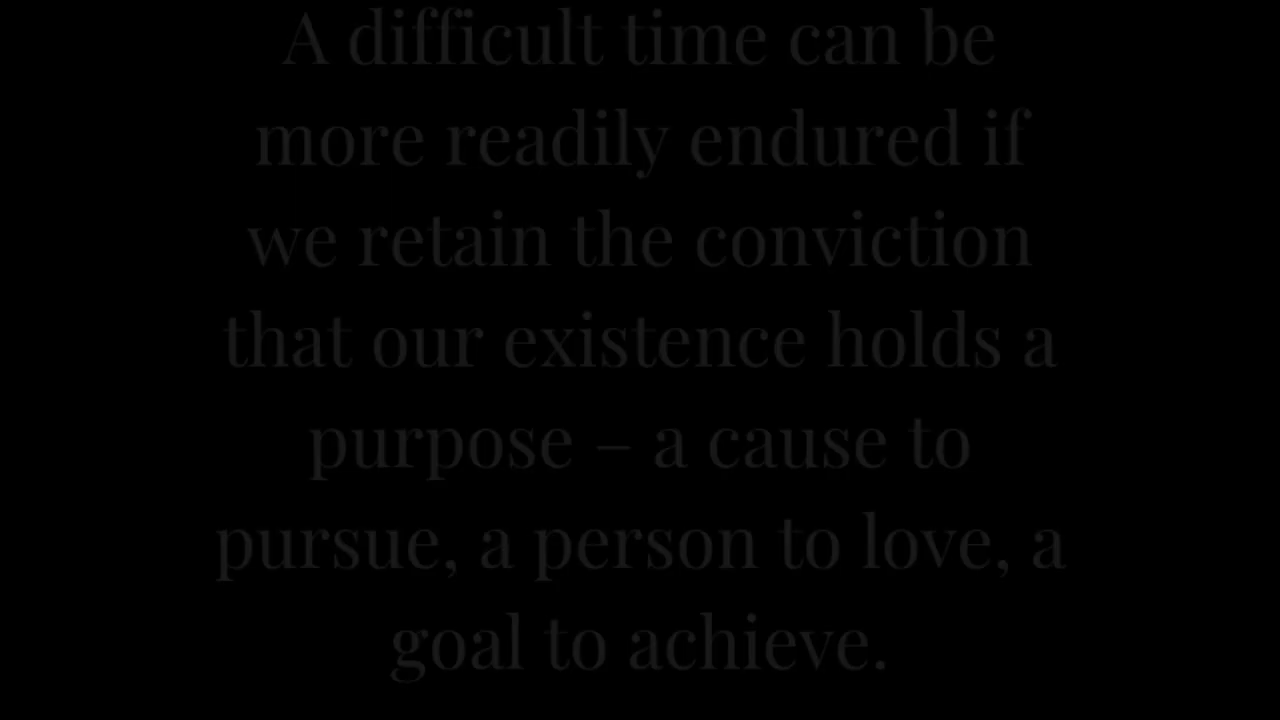 A difficult time can be
more readily endured if
we retain the conviction
that our existence holds a
purpose – a cause to
pursue, a person to love, a
goal to achieve.